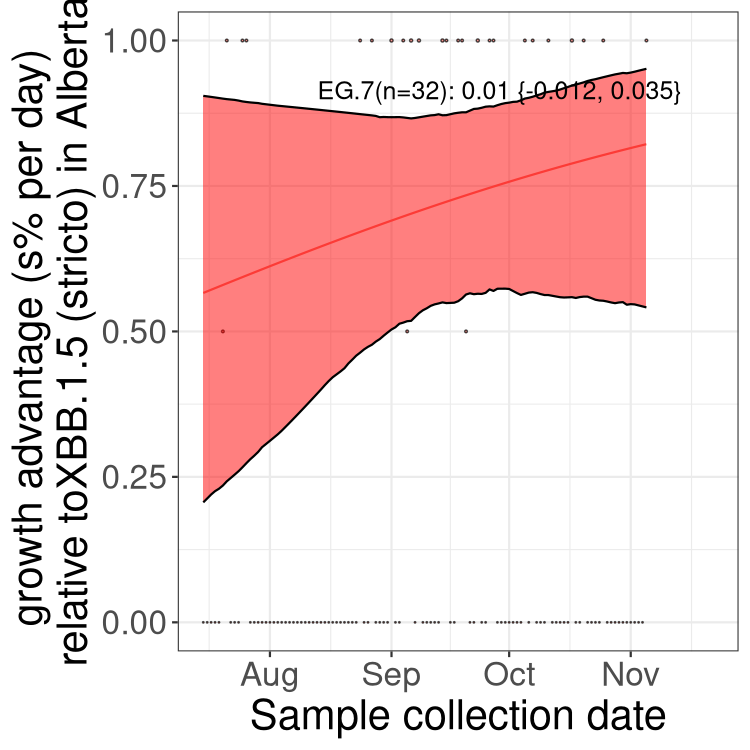 growth advantage (s% per day)
relative toXBB.1.5 (stricto) in Alberta
1.00
0.75
0.50
0.25
0.00
EG.7(n=32): 0.01 {-0.012, 0.035}
Aug Sep Oct Nov
Sample collection date